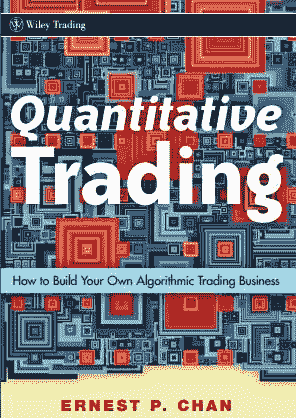 Wiley Trading
Quantitative
Trading
How to Build Your Own Algorithmic Trading Business
ERNEST P. CHAN